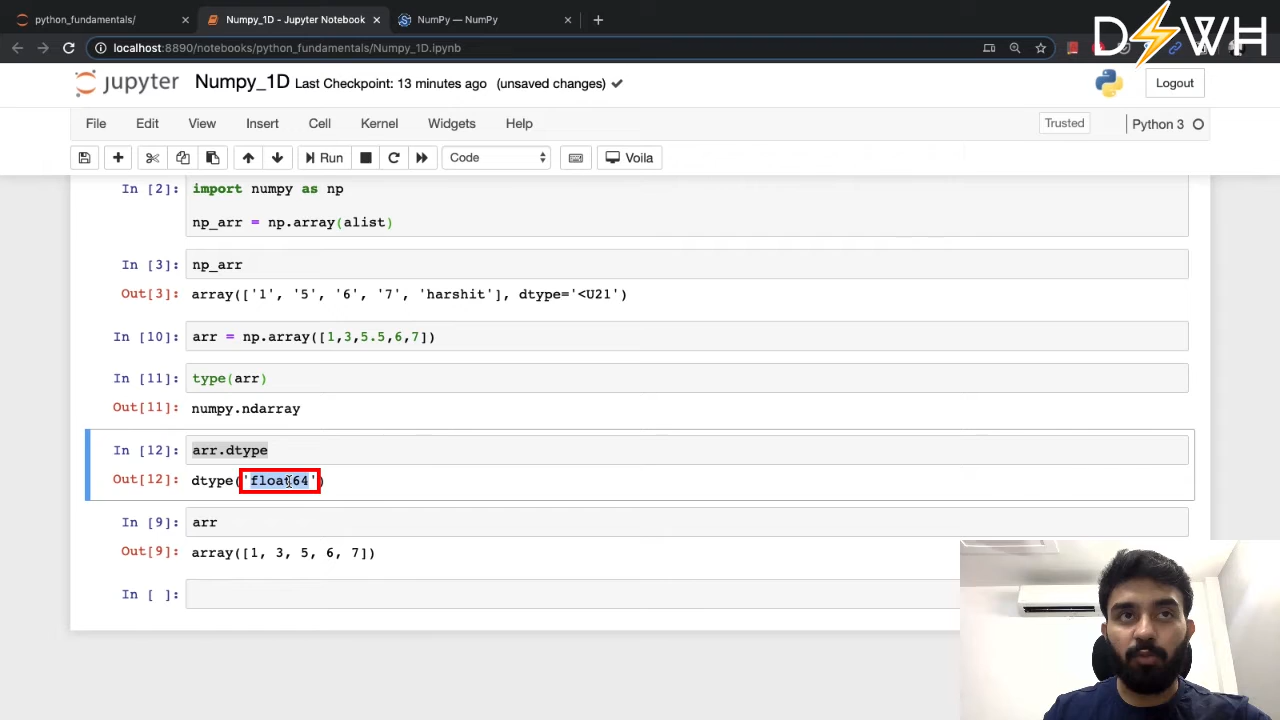 python_fundamentals/
Numpy_1D - Jupyter Notebook
NumPy — NumPy
localhost:8890/notebooks/python_fundamentals/Numpy_1D.ipynb
D WH
jupyter Numpy_1D Last Checkpoint: 13 minutes ago (unsaved changes)
Logout
File Edit View Insert Cell Kernel Widgets Help
Trusted
Python 3
Run
Code
Voila
In [2]: import numpy as np
np_arr = np.array(alist)
In [3]: np_arr
Out[3]: array(['1', '5', '6', '7', 'harshit'], dtype='<U21')
In [10]: arr = np.array([1,3,5.5,6,7])
In [11]: type(arr)
Out[11]: numpy.ndarray
In [12]: arr.dtype
Out[12]: dtype('float64')
In [9]: arr
Out[9]: array([1, 3, 5, 6, 7])
In [ ]: